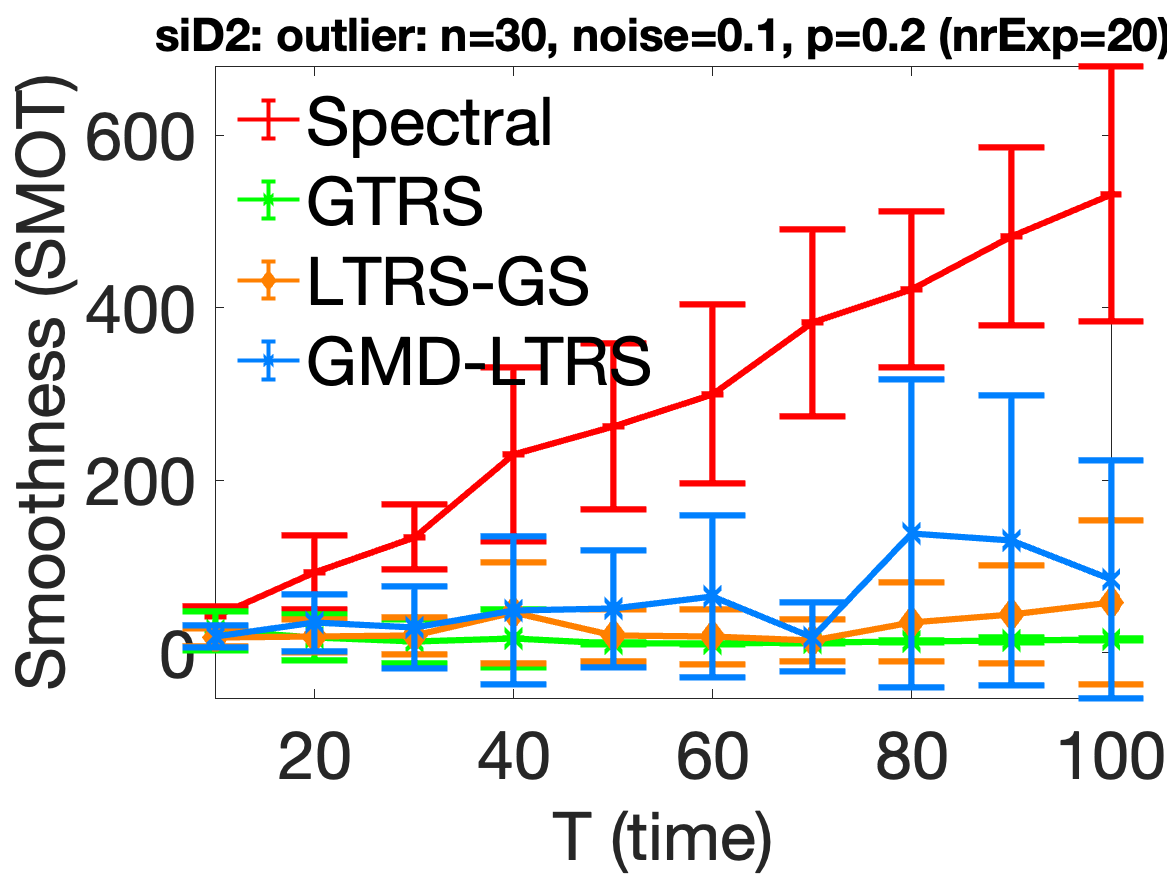 siD2: outlier: n=30, noise=0.1, p=0.2 (nrExp=20)
Smoothness (SMOT)
600
400
200
0
Spectral
GTRS
LTRS-GS
GMD-LTRS
20 40 60 80 100
T (time)